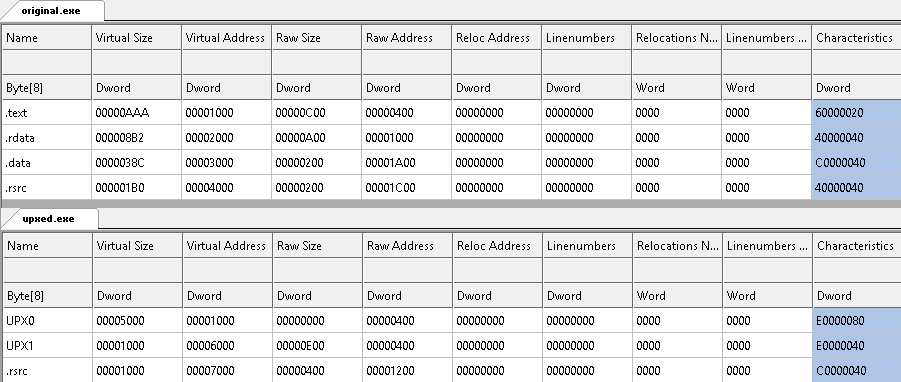 original.exe
Name Virtual Size Virtual Address Raw Size Raw Address Reloc Address Linenumbers Relocations N... Linenumbers ... Characteristics
Byte[8] Dword Dword Dword Dword Dword Dword Word Word Dword
.text 00000AAA 00001000 00000C00 00000400 00000000 00000000 0000 0000 60000020
.rdata 000008B2 00002000 00000A00 00001000 00000000 00000000 0000 0000 40000040
.data 0000038C 00003000 00000200 00001A00 00000000 00000000 0000 0000 C0000040
.rsrc 000001B0 00004000 00000200 00001C00 00000000 00000000 0000 0000 40000040
upxed.exe
Name Virtual Size Virtual Address Raw Size Raw Address Reloc Address Linenumbers Relocations N... Linenumbers ... Characteristics
Byte[8] Dword Dword Dword Dword Dword Dword Word Word Dword
UPX0 00005000 00001000 00000000 00000400 00000000 00000000 0000 0000 E0000080
UPX1 00001000 00006000 00000E00 00000400 00000000 00000000 0000 0000 E0000040
.rsrc 00001000 00007000 00000400 00001200 00000000 00000000 0000 0000 C0000040